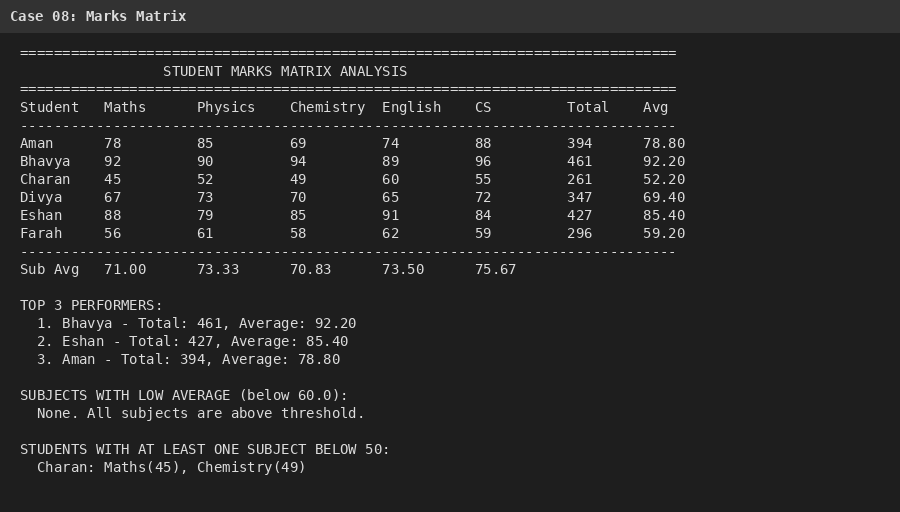 Case 08: Marks Matrix
==============================================================================
                 STUDENT MARKS MATRIX ANALYSIS
==============================================================================
Student   Maths      Physics    Chemistry  English    CS         Total    Avg
------------------------------------------------------------------------------
Aman      78         85         69         74         88         394      78.80
Bhavya    92         90         94         89         96         461      92.20
Charan    45         52         49         60         55         261      52.20
Divya     67         73         70         65         72         347      69.40
Eshan     88         79         85         91         84         427      85.40
Farah     56         61         58         62         59         296      59.20
------------------------------------------------------------------------------
Sub Avg   71.00      73.33      70.83      73.50      75.67

TOP 3 PERFORMERS:
  1. Bhavya - Total: 461, Average: 92.20
  2. Eshan - Total: 427, Average: 85.40
  3. Aman - Total: 394, Average: 78.80

SUBJECTS WITH LOW AVERAGE (below 60.0):
  None. All subjects are above threshold.

STUDENTS WITH AT LEAST ONE SUBJECT BELOW 50:
  Charan: Maths(45), Chemistry(49)